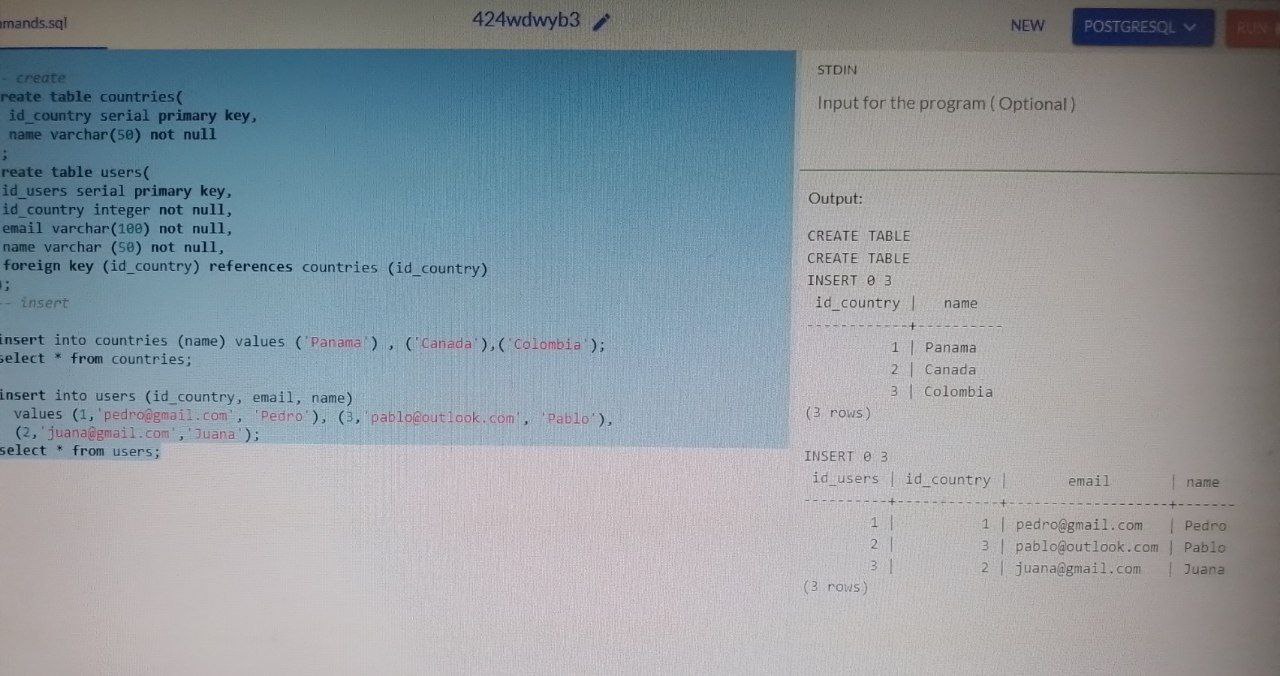 mands.sql
424wdwyb3
NEW
POSTGRESQL
RUN
- create
reate table countries(
id_country serial primary key,
name varchar(50) not null
;
reate table users(
id_users serial primary key,
id_country integer not null,
email varchar(100) not null,
name varchar (50) not null,
foreign key (id_country) references countries (id_country)
);
-- insert
insert into countries (name) values ('Panama') , ('Canada'),('Colombia');
select * from countries;
insert into users (id_country, email, name)
values (1,'pedro@gmail.com', 'Pedro'), (3,'pablo@outlook.com', 'Pablo'),
(2,'juana@gmail.com','Juana');
select * from users;
STDIN
Input for the program ( Optional )
Output:
CREATE TABLE
CREATE TABLE
INSERT 0 3
id_country | name
------------+----------
1 | Panama
2 | Canada
3 | Colombia
(3 rows)
INSERT 0 3
id_users | id_country | email | name
----------+------------+-------------------+-------
1 | 1 | pedro@gmail.com | Pedro
2 | 3 | pablo@outlook.com | Pablo
3 | 2 | juana@gmail.com | Juana
(3 rows)